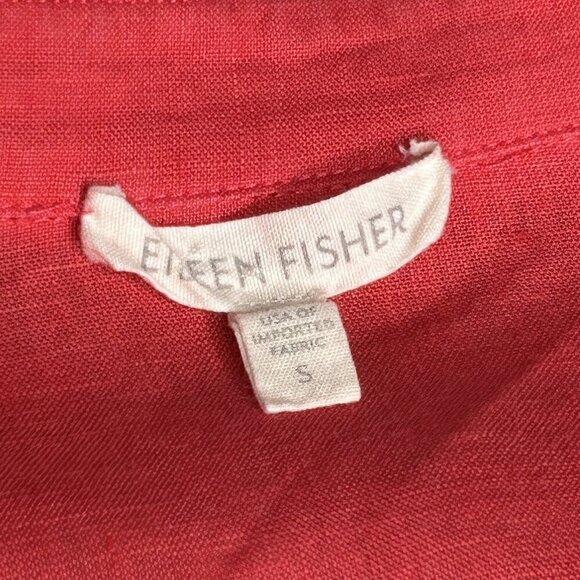 EILEEN FISHER
USA OF
IMPORTED
FABRIC
S